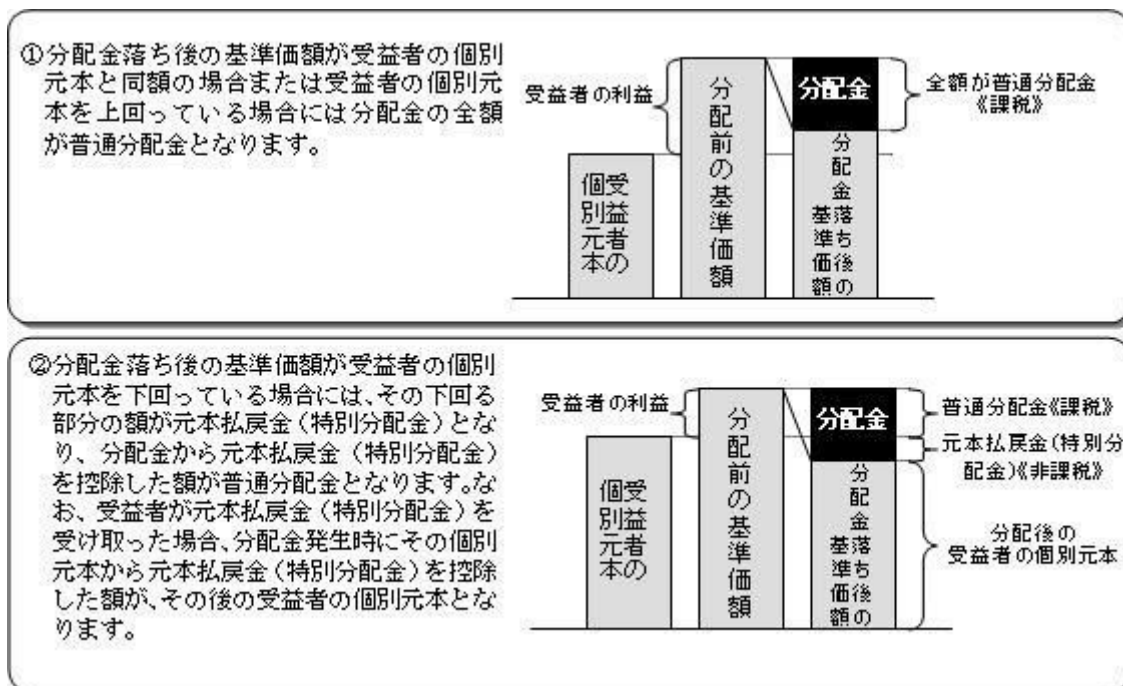 ①分配金落ち後の基準価額が受益者の個別
元本と同額の場合または受益者の個別元
本を上回っている場合には分配金の全額
が普通分配金となります。
受益者の利益
受益者の
個別元本
分配前の基準価額
分配金
分配金落ち後の
基準価額
全額が普通分配金
《課税》
②分配金落ち後の基準価額が受益者の個別
元本を下回っている場合には、その下回る
部分の額が元本払戻金(特別分配金)とな
り、分配金から元本払戻金(特別分配金)
を控除した額が普通分配金となります。な
お、受益者が元本払戻金(特別分配金)を
受け取った場合、分配金発生時にその個別
元本から元本払戻金(特別分配金)を控除
した額が、その後の受益者の個別元本とな
ります。
受益者の利益
受益者の
個別元本
分配前の基準価額
分配金
分配金落ち後の
基準価額
普通分配金《課税》
元本払戻金(特別分
配金)《非課税》
分配後の
受益者の個別元本